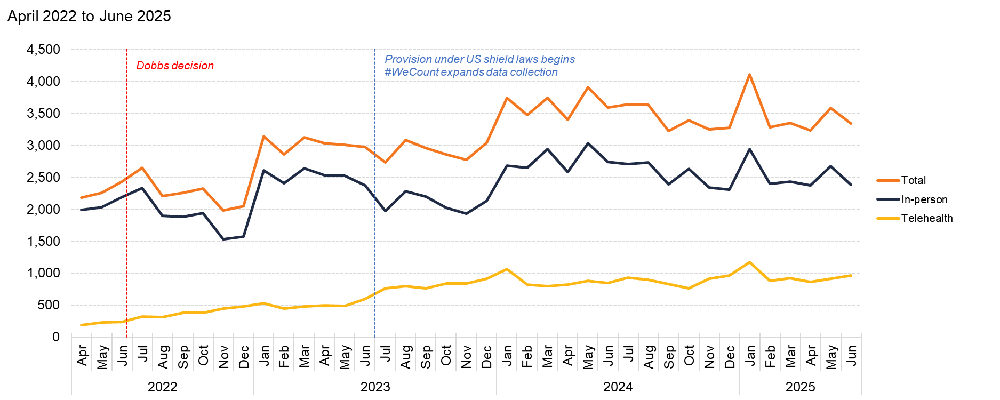 April 2022 to June 2025
4,500
4,000
3,500
3,000
2,500
2,000
1,500
1,000
500
0
Dobbs decision
Provision under US shield laws begins
#WeCount expands data collection
Total
In-person
Telehealth
Apr May Jun Jul Aug Sep Oct Nov Dec Jan Feb Mar Apr May Jun Jul Aug Sep Oct Nov Dec Jan Feb Mar Apr May Jun Jul Aug Sep Oct Nov Dec Jan Feb Mar Apr May Jun
2022 2023 2024 2025